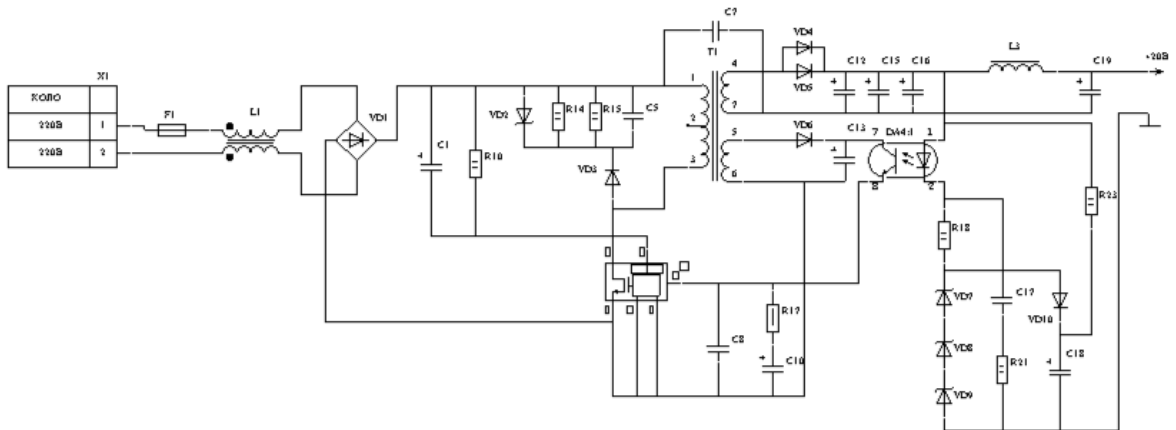 C7
T1
VD4
VD5
C12
C15
C16
L3
C19
+20В
X1
КОЛО
220В 1
220В 2
F1
L1
VD1
C1
R10
VD2
R14
R15
C5
VD3
1
2
3
4
7
5
6
VD6
C13
7
DA4:1
1
8
2
R23
R18
VD7
VD8
VD9
C17
R21
VD10
C18
C8
R17
C10